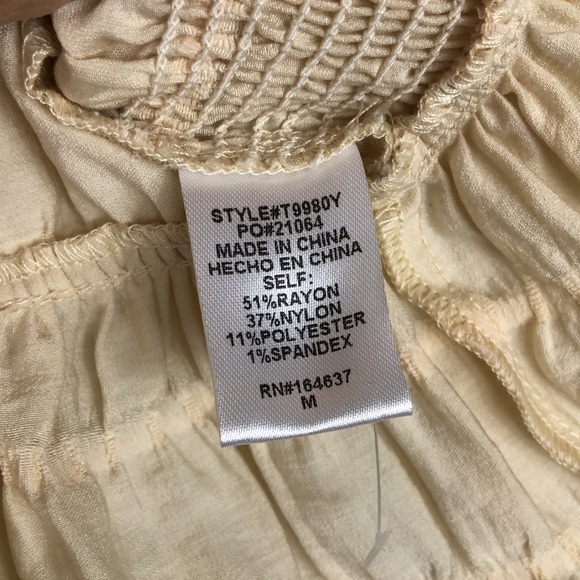 STYLE#T9980Y
PO#21064
MADE IN CHINA
HECHO EN CHINA
SELF:
51%RAYON
37%NYLON
11%POLYESTER
1%SPANDEX
RN#164637
M